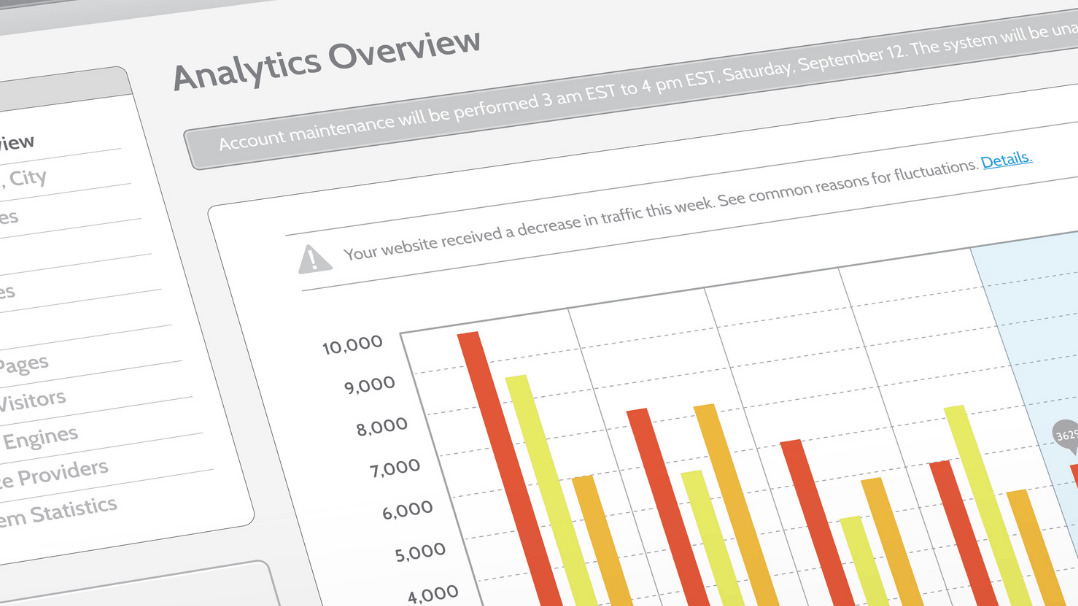 Analytics Overview
Account maintenance will be performed 3 am EST to 4 pm EST, Saturday, September 12. The system will be una
Your website received a decrease in traffic this week. See common reasons for fluctuations. Details.
view
, City
es
es
Pages
Visitors
Engines
ce Providers
em Statistics
10,000
9,000
8,000
7,000
6,000
5,000
4,000
3625